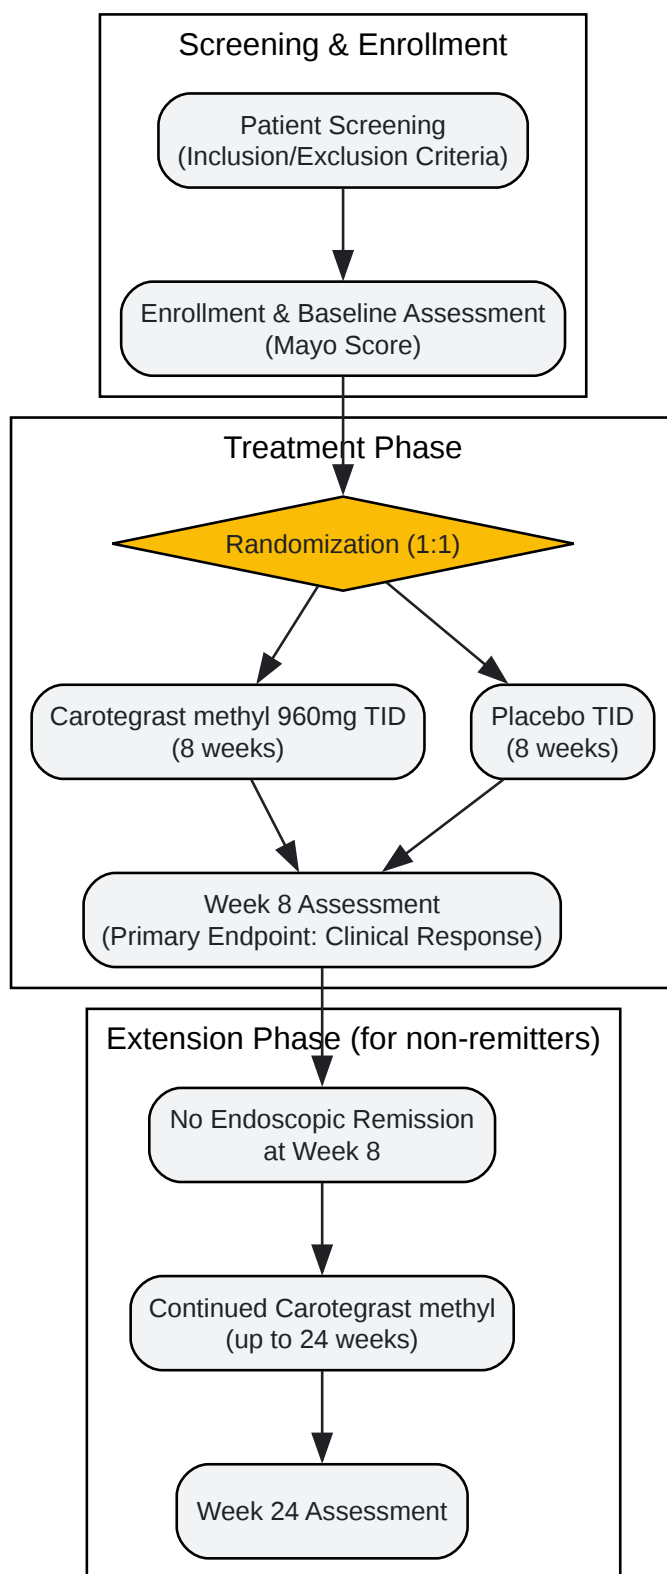 Screening & Enrollment
Patient Screening
(Inclusion/Exclusion Criteria)
Enrollment & Baseline Assessment
(Mayo Score)
Treatment Phase
Randomization (1:1)
Carotegrast methyl 960mg TID
(8 weeks)
Placebo TID
(8 weeks)
Week 8 Assessment
(Primary Endpoint: Clinical Response)
Extension Phase (for non-remitters)
No Endoscopic Remission
at Week 8
Continued Carotegrast methyl
(up to 24 weeks)
Week 24 Assessment